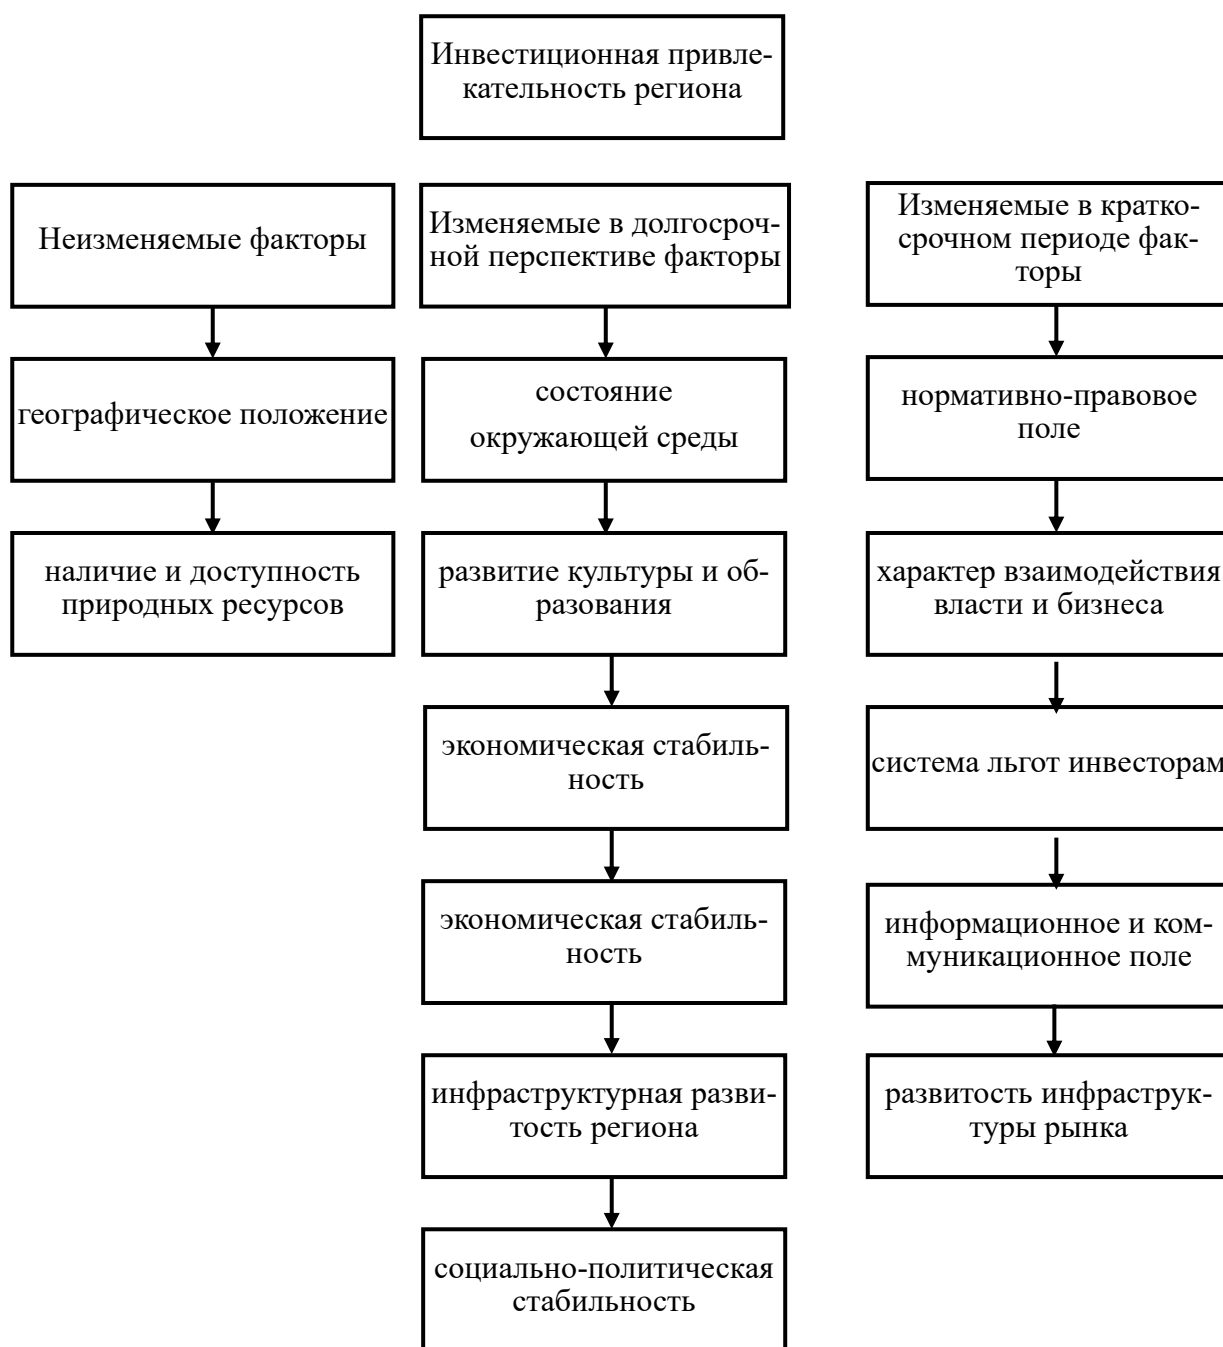 Инвестиционная привле-
кательность региона
Неизменяемые факторы
географическое положение
наличие и доступность
природных ресурсов
Изменяемые в долгосроч-
ной перспективе факторы
состояние
окружающей среды
развитие культуры и об-
разования
экономическая стабиль-
ность
экономическая стабиль-
ность
инфраструктурная разви-
тость региона
социально-политическая
стабильность
Изменяемые в кратко-
срочном периоде фак-
торы
нормативно-правовое
поле
характер взаимодействия
власти и бизнеса
система льгот инвесторам
информационное и ком-
муникационное поле
развитость инфраструк-
туры рынка